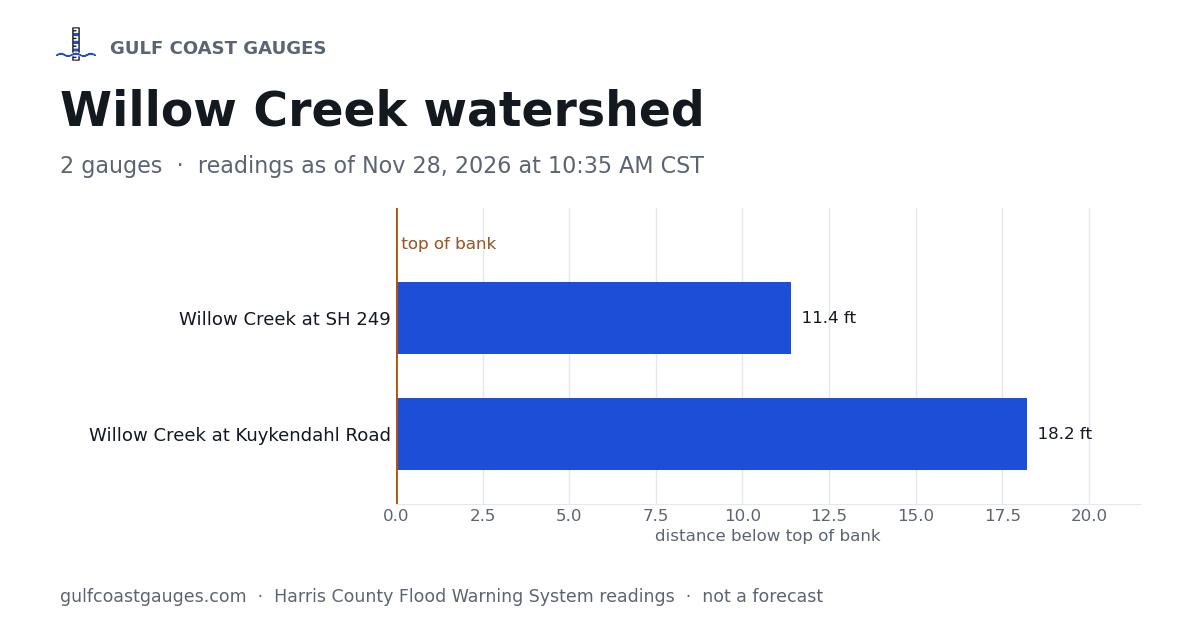 GULF COAST GAUGES
Willow Creek watershed
2 gauges · readings as of Nov 28, 2026 at 10:35 AM CST
top of bank
Willow Creek at SH 249
11.4 ft
Willow Creek at Kuykendahl Road
18.2 ft
0.0 2.5 5.0 7.5 10.0 12.5 15.0 17.5 20.0
distance below top of bank
gulfcoastgauges.com · Harris County Flood Warning System readings · not a forecast